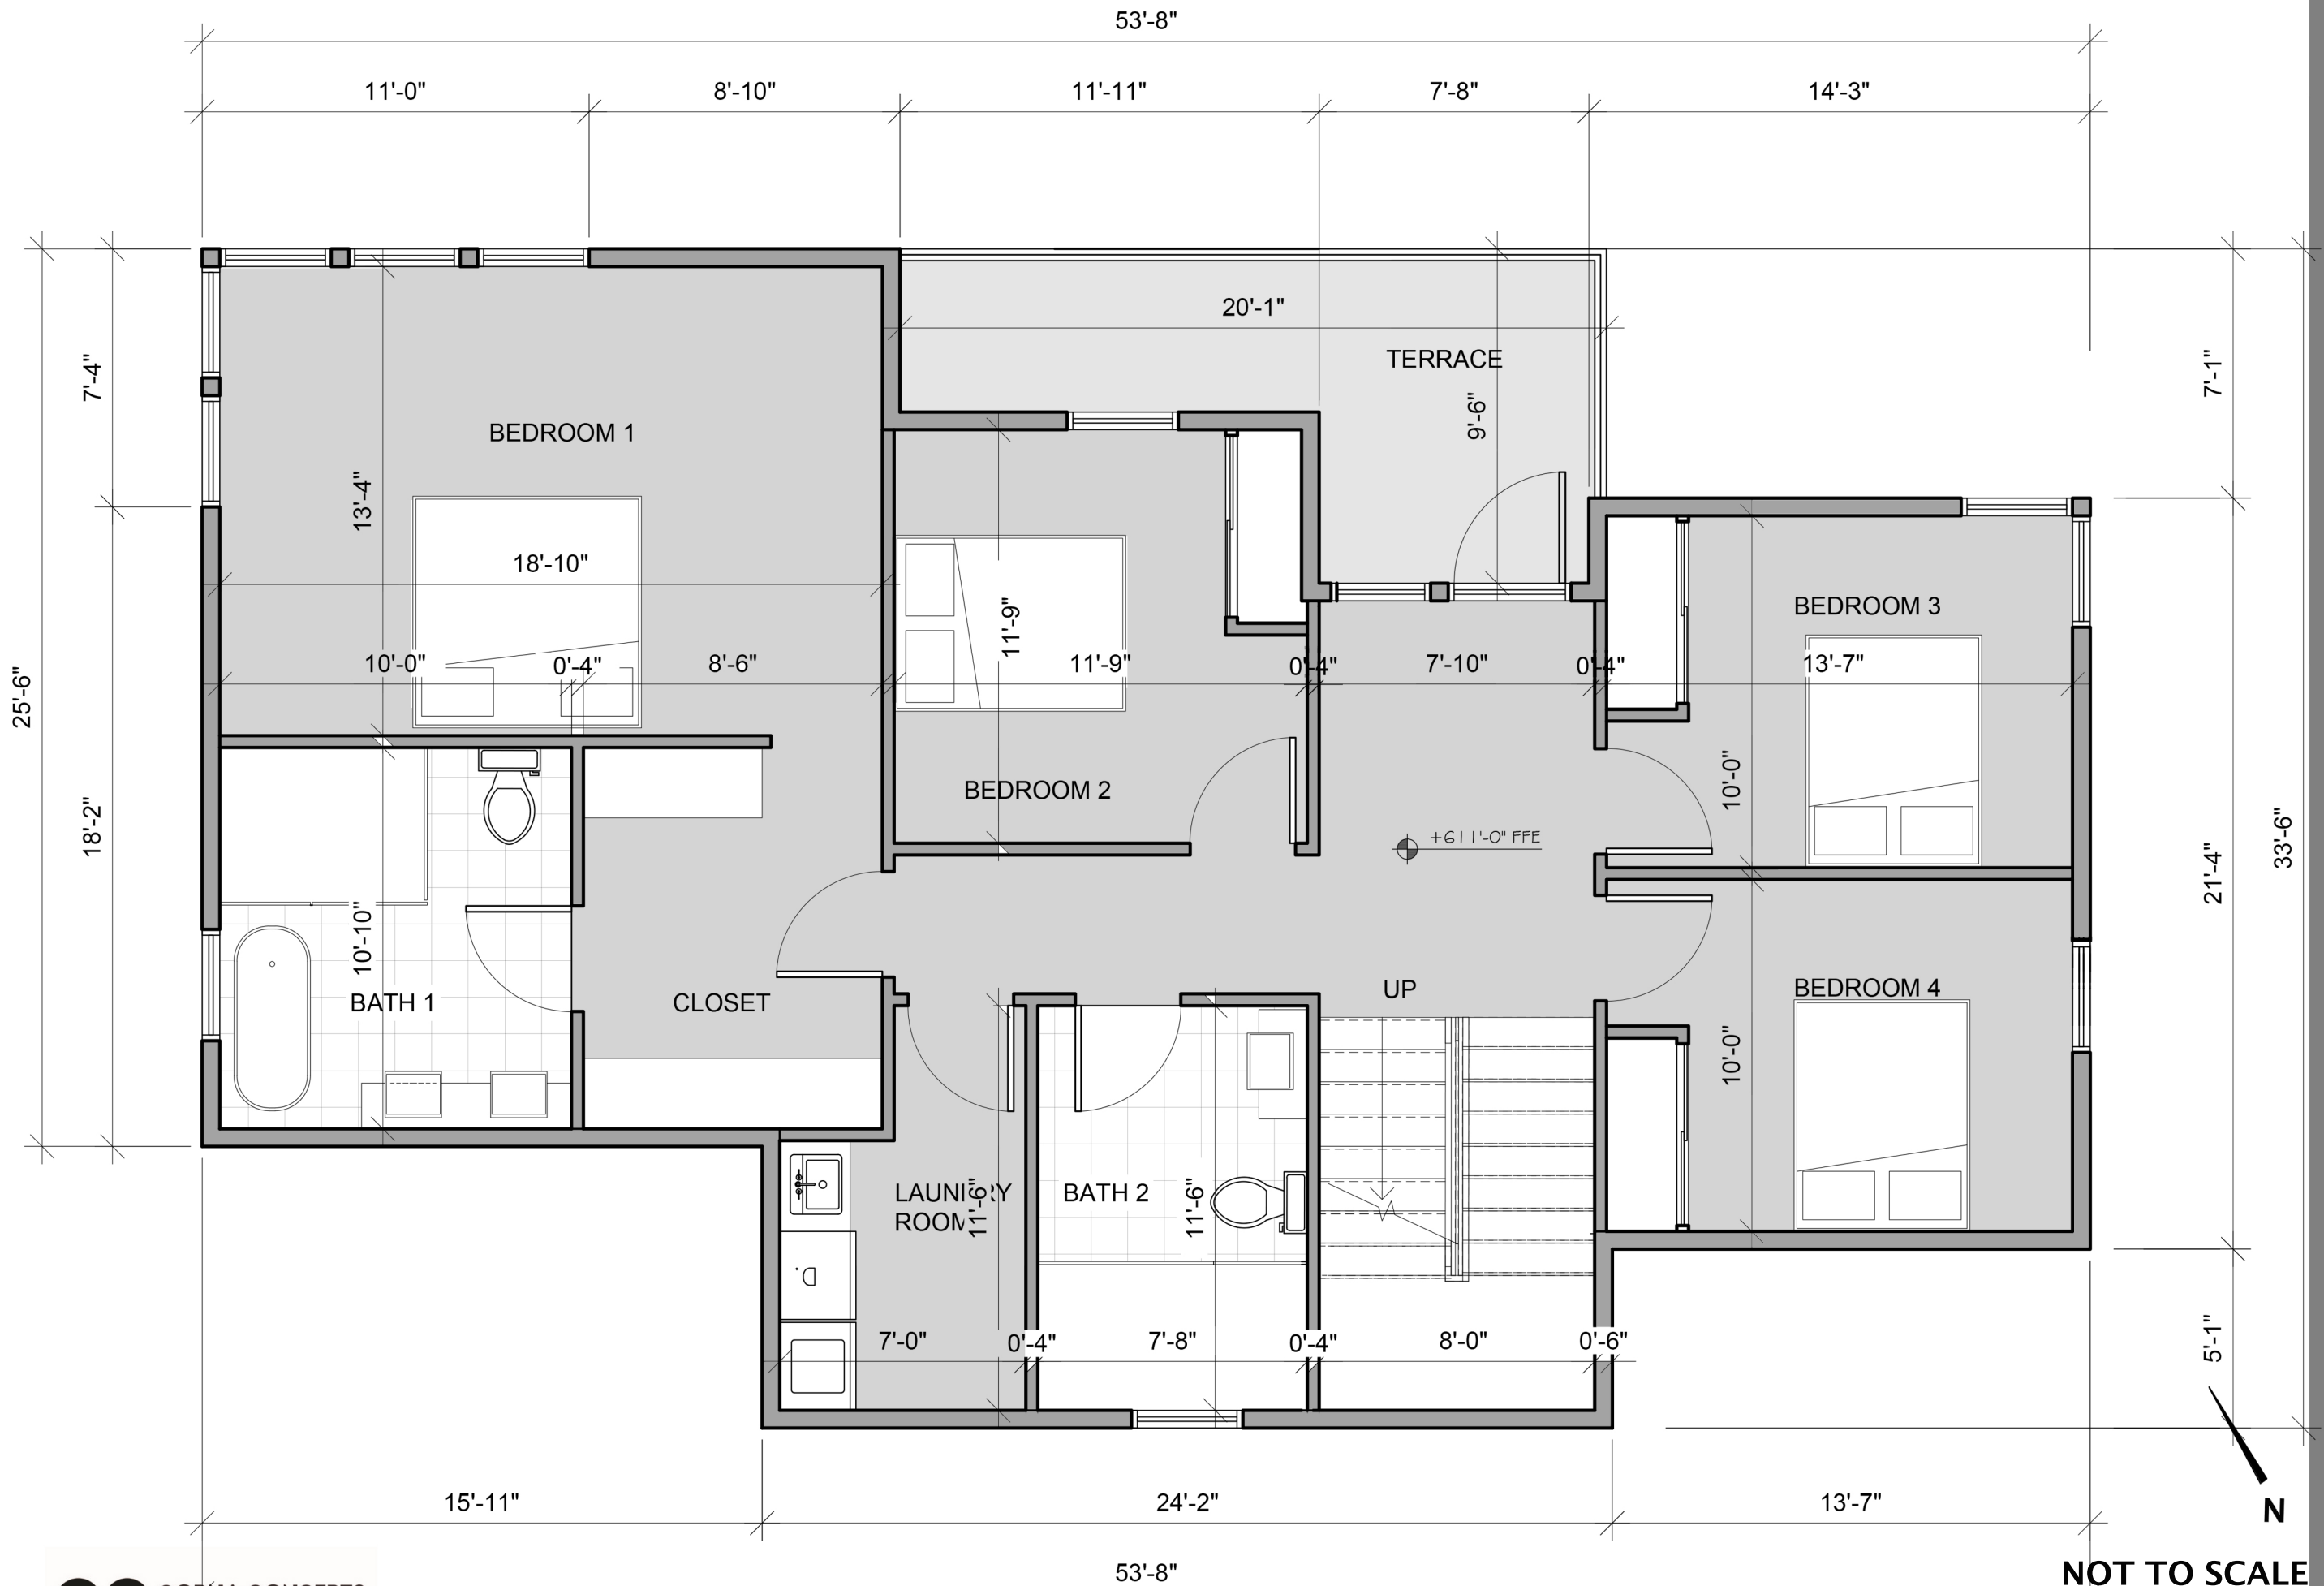 53'-8"
11'-0" 8'-10" 11'-11" 7'-8" 14'-3"
20'-1"
TERRACE
7'-4"
7'-1"
9'-6"
BEDROOM 1
13'-4"
18'-10"
11'-9"
BEDROOM 3
10'-0" 0'-4" 8'-6" 11'-9" 0'-4" 7'-10" 0'-4" 13'-7"
25'-6"
BEDROOM 2
10'-0"
18'-2"
+611'-0" FFE
21'-4"
33'-6"
10'-10"
BATH 1
CLOSET
UP
BEDROOM 4
10'-0"
LAUNDRY
ROOM
11'-6"
BATH 2
11'-6"
7'-0" 0'-4" 7'-8" 0'-4" 8'-0" 0'-6"
5'-1"
15'-11" 24'-2" 13'-7"
N
53'-8"
NOT TO SCALE